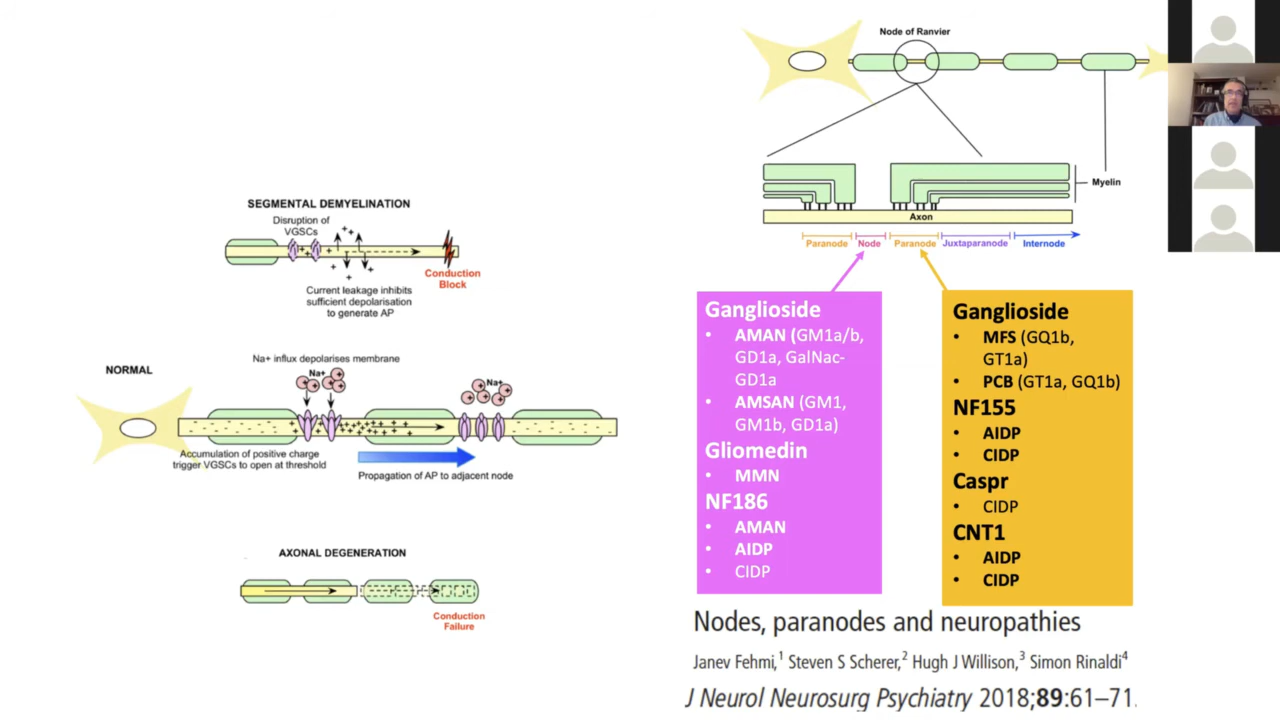 SEGMENTAL DEMYELINATION
Disruption of
VGSCs
Conduction
Block
Current leakage inhibits
sufficient depolarisation
to generate AP
Na+ influx depolarises membrane
NORMAL
Na+
Na+
Accumulation of positive charge
trigger VGSCs to open at threshold
Propagation of AP to adjacent node
AXONAL DEGENERATION
Conduction
Failure
Node of Ranvier
Myelin
Axon
Paranode
Node
Paranode
Juxtaparanode
Internode
Ganglioside
• AMAN (GM1a/b,
GD1a, GalNac-
GD1a
• AMSAN (GM1,
GM1b, GD1a)
Gliomedin
• MMN
NF186
• AMAN
• AIDP
• CIDP
Ganglioside
• MFS (GQ1b,
GT1a)
• PCB (GT1a, GQ1b)
NF155
• AIDP
• CIDP
Caspr
• CIDP
CNT1
• AIDP
• CIDP
Nodes, paranodes and neuropathies
Janev Fehmi,1 Steven S Scherer,2 Hugh J Willison,3 Simon Rinaldi4
J Neurol Neurosurg Psychiatry 2018;89:61–71.